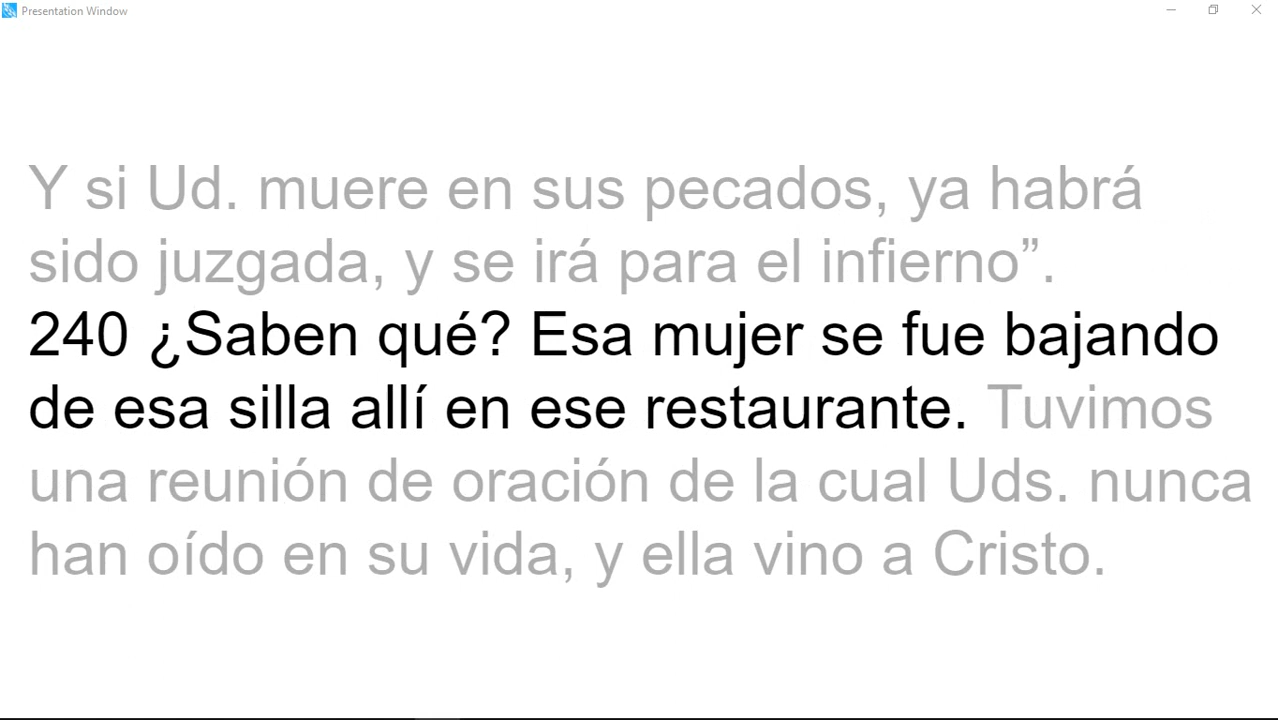 Presentation Window
Y si Ud. muere en sus pecados, ya habrá
sido juzgada, y se irá para el infierno”.
240 ¿Saben qué? Esa mujer se fue bajando
de esa silla allí en ese restaurante. Tuvimos
una reunión de oración de la cual Uds. nunca
han oído en su vida, y ella vino a Cristo.